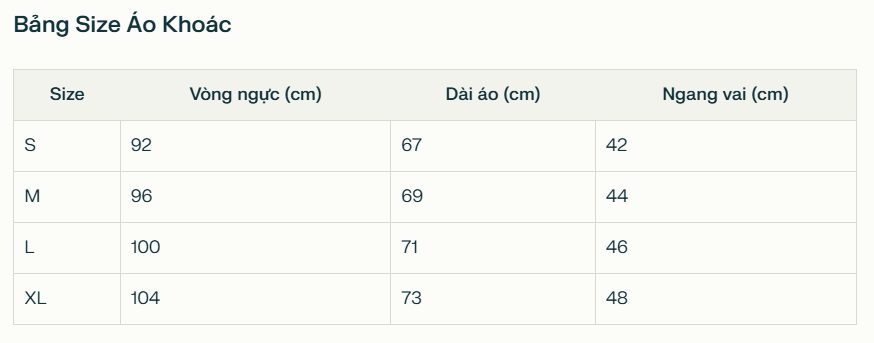 Bảng Size Áo Khoác
Size Vòng ngực (cm) Dài áo (cm) Ngang vai (cm)
S 92 67 42
M 96 69 44
L 100 71 46
XL 104 73 48